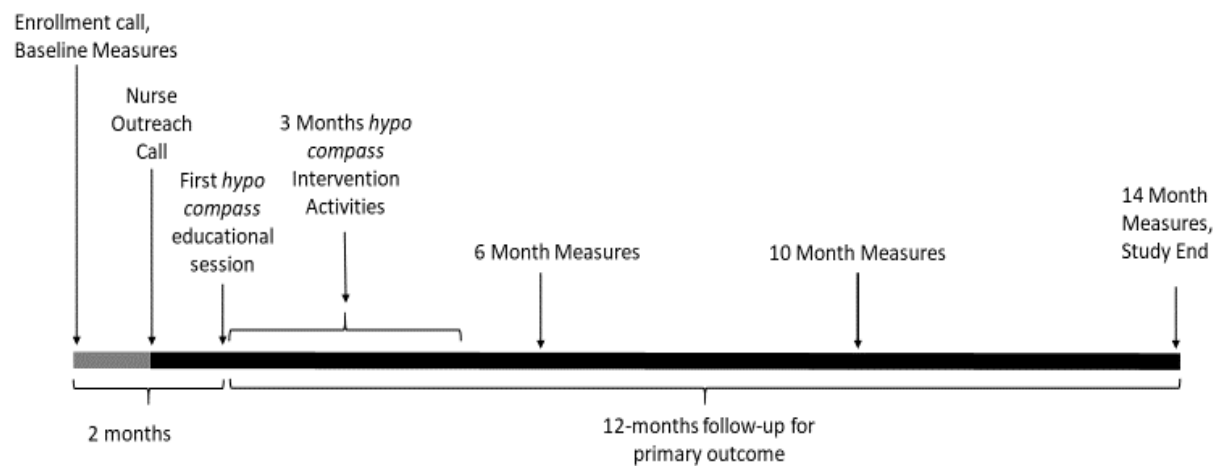 Enrollment call,
Baseline Measures
Nurse
Outreach
Call
First hypo
compass
educational
session
3 Months hypo
compass
Intervention
Activities
6 Month Measures
10 Month Measures
14 Month
Measures,
Study End
2 months
12-months follow-up for
primary outcome